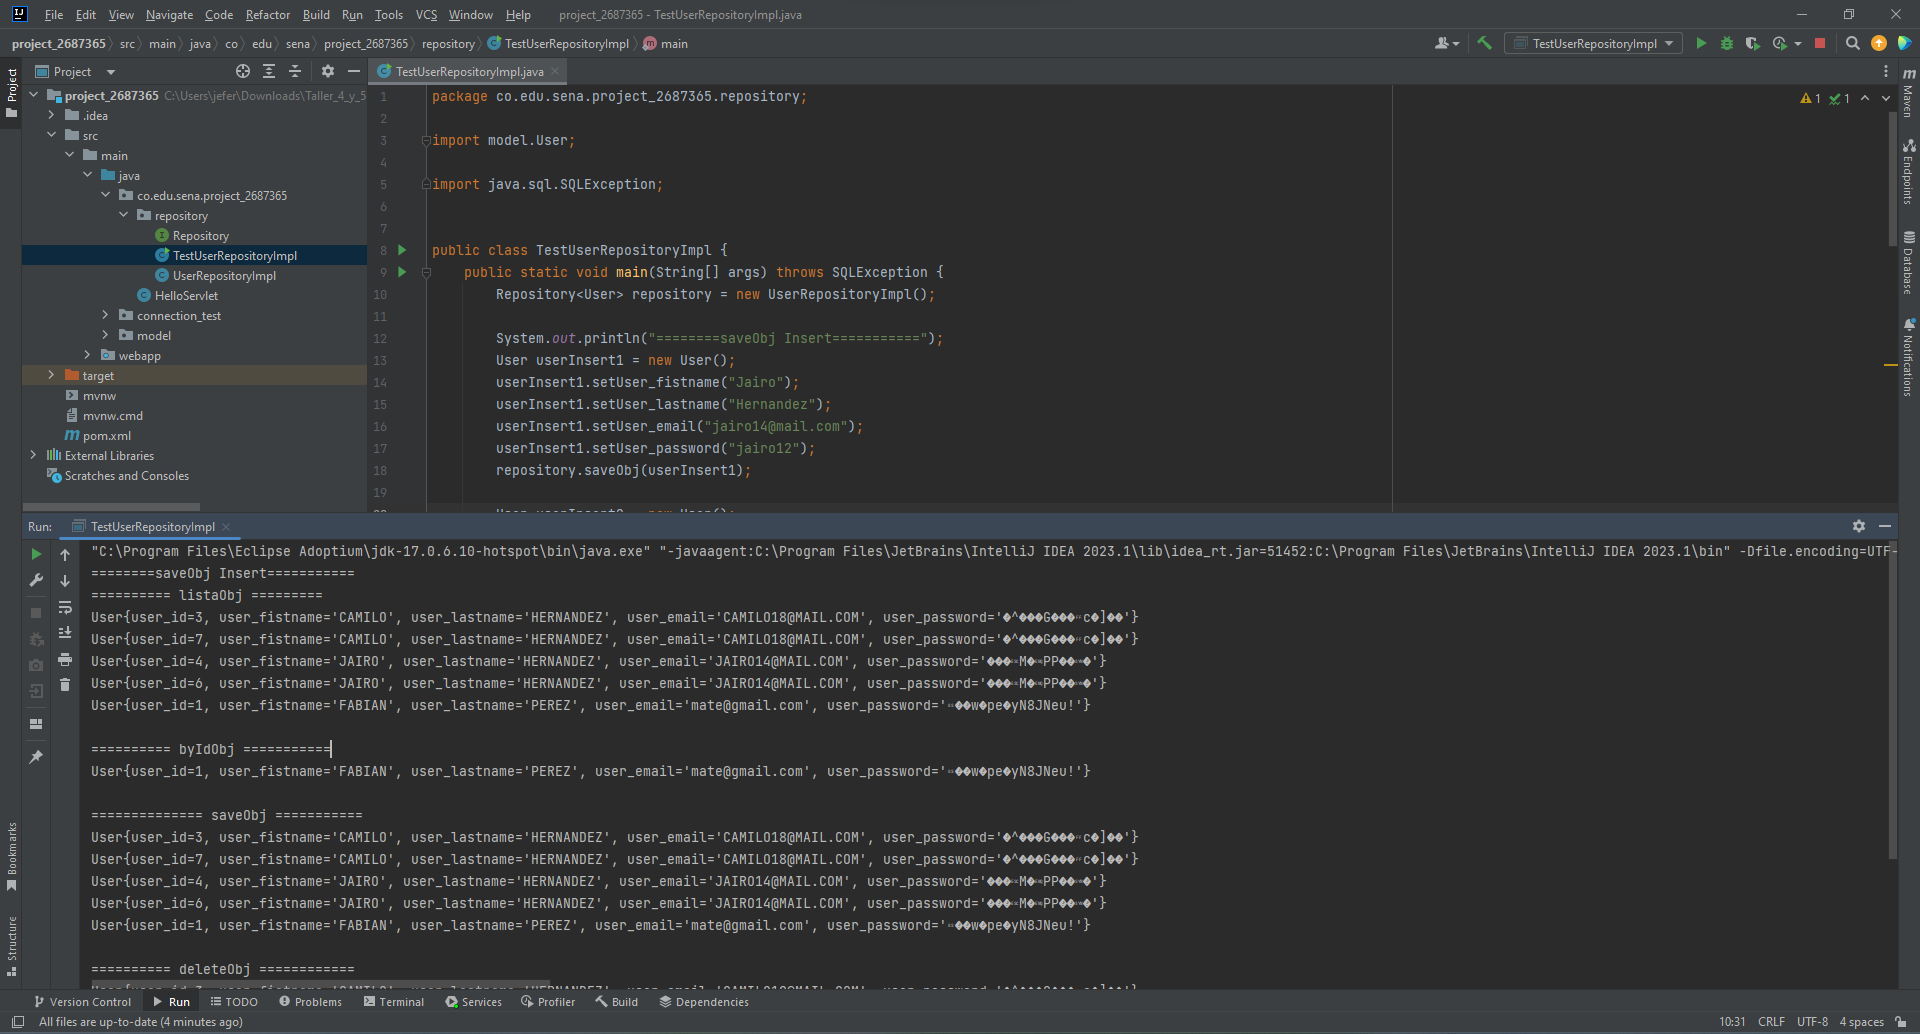 File Edit View Navigate Code Refactor Build Run Tools VCS Window Help project_2687365 - TestUserRepositoryImpl.java
project_2687365 src main java co edu sena project_2687365 repository TestUserRepositoryImpl main
TestUserRepositoryImpl
Project
TestUserRepositoryImpl.java
project_2687365 C:\Users\jefer\Downloads\Taller_4_y_5
.idea
src
main
java
co.edu.sena.project_2687365
repository
Repository
TestUserRepositoryImpl
UserRepositoryImpl
HelloServlet
connection_test
model
webapp
target
mvnw
mvnw.cmd
pom.xml
External Libraries
Scratches and Consoles
1 package co.edu.sena.project_2687365.repository;
2
3 import model.User;
4
5 import java.sql.SQLException;
6
7
8 public class TestUserRepositoryImpl {
9 public static void main(String[] args) throws SQLException {
10 Repository<User> repository = new UserRepositoryImpl();
11
12 System.out.println("========saveObj Insert===========");
13 User userInsert1 = new User();
14 userInsert1.setUser_fistname("Jairo");
15 userInsert1.setUser_lastname("Hernandez");
16 userInsert1.setUser_email("jairo14@mail.com");
17 userInsert1.setUser_password("jairo12");
18 repository.saveObj(userInsert1);
19
1 1
Project
Bookmarks
Structure
Maven
Endpoints
Database
Notifications
Run: TestUserRepositoryImpl
"C:\Program Files\Eclipse Adoptium\jdk-17.0.6.10-hotspot\bin\java.exe" "-javaagent:C:\Program Files\JetBrains\IntelliJ IDEA 2023.1\lib\idea_rt.jar=51452:C:\Program Files\JetBrains\IntelliJ IDEA 2023.1\bin" -Dfile.encoding=UTF-
========saveObj Insert===========
========== listaObj =========
User{user_id=3, user_fistname='CAMILO', user_lastname='HERNANDEZ', user_email='CAMILO18@MAIL.COM', user_password='�^���G���c�]��'}
User{user_id=7, user_fistname='CAMILO', user_lastname='HERNANDEZ', user_email='CAMILO18@MAIL.COM', user_password='�^���G���c�]��'}
User{user_id=4, user_fistname='JAIRO', user_lastname='HERNANDEZ', user_email='JAIRO14@MAIL.COM', user_password='���M�PP���'}
User{user_id=6, user_fistname='JAIRO', user_lastname='HERNANDEZ', user_email='JAIRO14@MAIL.COM', user_password='���M�PP���'}
User{user_id=1, user_fistname='FABIAN', user_lastname='PEREZ', user_email='mate@gmail.com', user_password='��w�pe�yN8JNeu!'}
========== byIdObj ===========
User{user_id=1, user_fistname='FABIAN', user_lastname='PEREZ', user_email='mate@gmail.com', user_password='��w�pe�yN8JNeu!'}
============== saveObj ===========
User{user_id=3, user_fistname='CAMILO', user_lastname='HERNANDEZ', user_email='CAMILO18@MAIL.COM', user_password='�^���G���c�]��'}
User{user_id=7, user_fistname='CAMILO', user_lastname='HERNANDEZ', user_email='CAMILO18@MAIL.COM', user_password='�^���G���c�]��'}
User{user_id=4, user_fistname='JAIRO', user_lastname='HERNANDEZ', user_email='JAIRO14@MAIL.COM', user_password='���M�PP���'}
User{user_id=6, user_fistname='JAIRO', user_lastname='HERNANDEZ', user_email='JAIRO14@MAIL.COM', user_password='���M�PP���'}
User{user_id=1, user_fistname='FABIAN', user_lastname='PEREZ', user_email='mate@gmail.com', user_password='��w�pe�yN8JNeu!'}
========== deleteObj ============
Version Control Run TODO Problems Terminal Services Profiler Build Dependencies
All files are up-to-date (4 minutes ago) 10:31 CRLF UTF-8 4 spaces